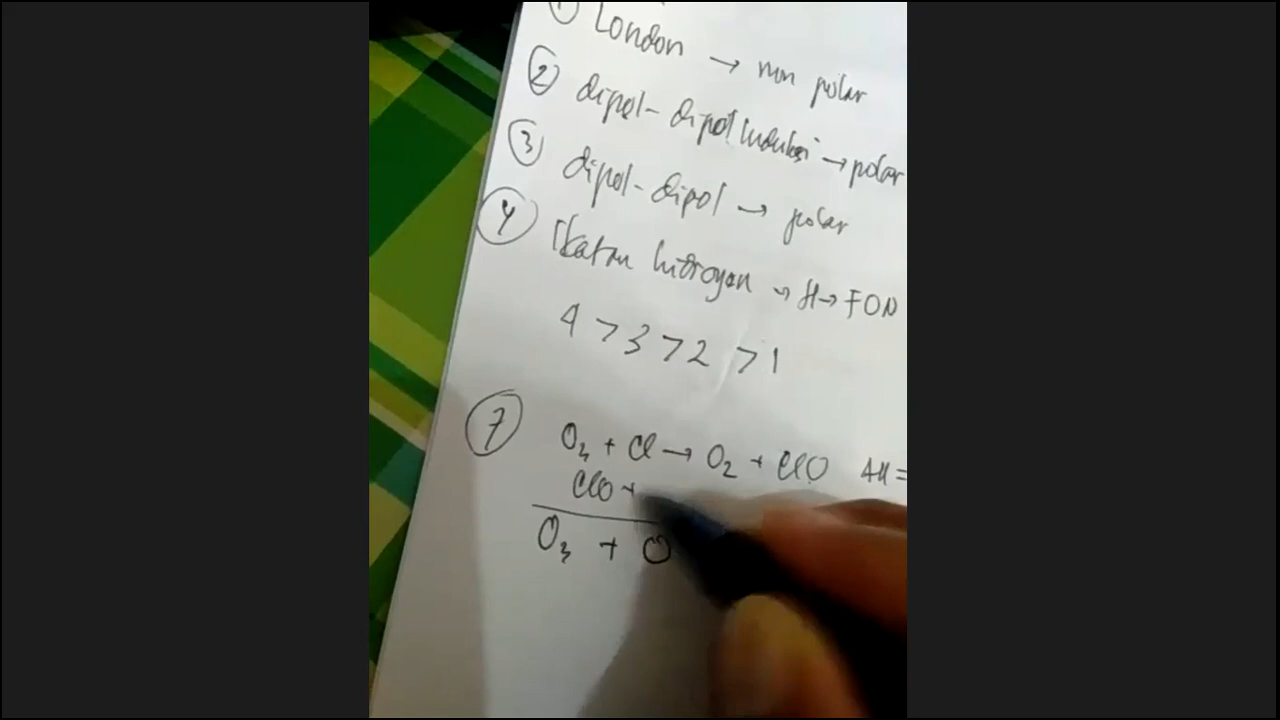 ① London → non polar
② dipol-dipol induksi → polar
③ dipol-dipol → polar
④ Ikatan hitrogen → H → FON
4 > 3 > 2 > 1
⑦ O₃ + Cl → O₂ + ClO ΔH =
ClO +
O₃ + O